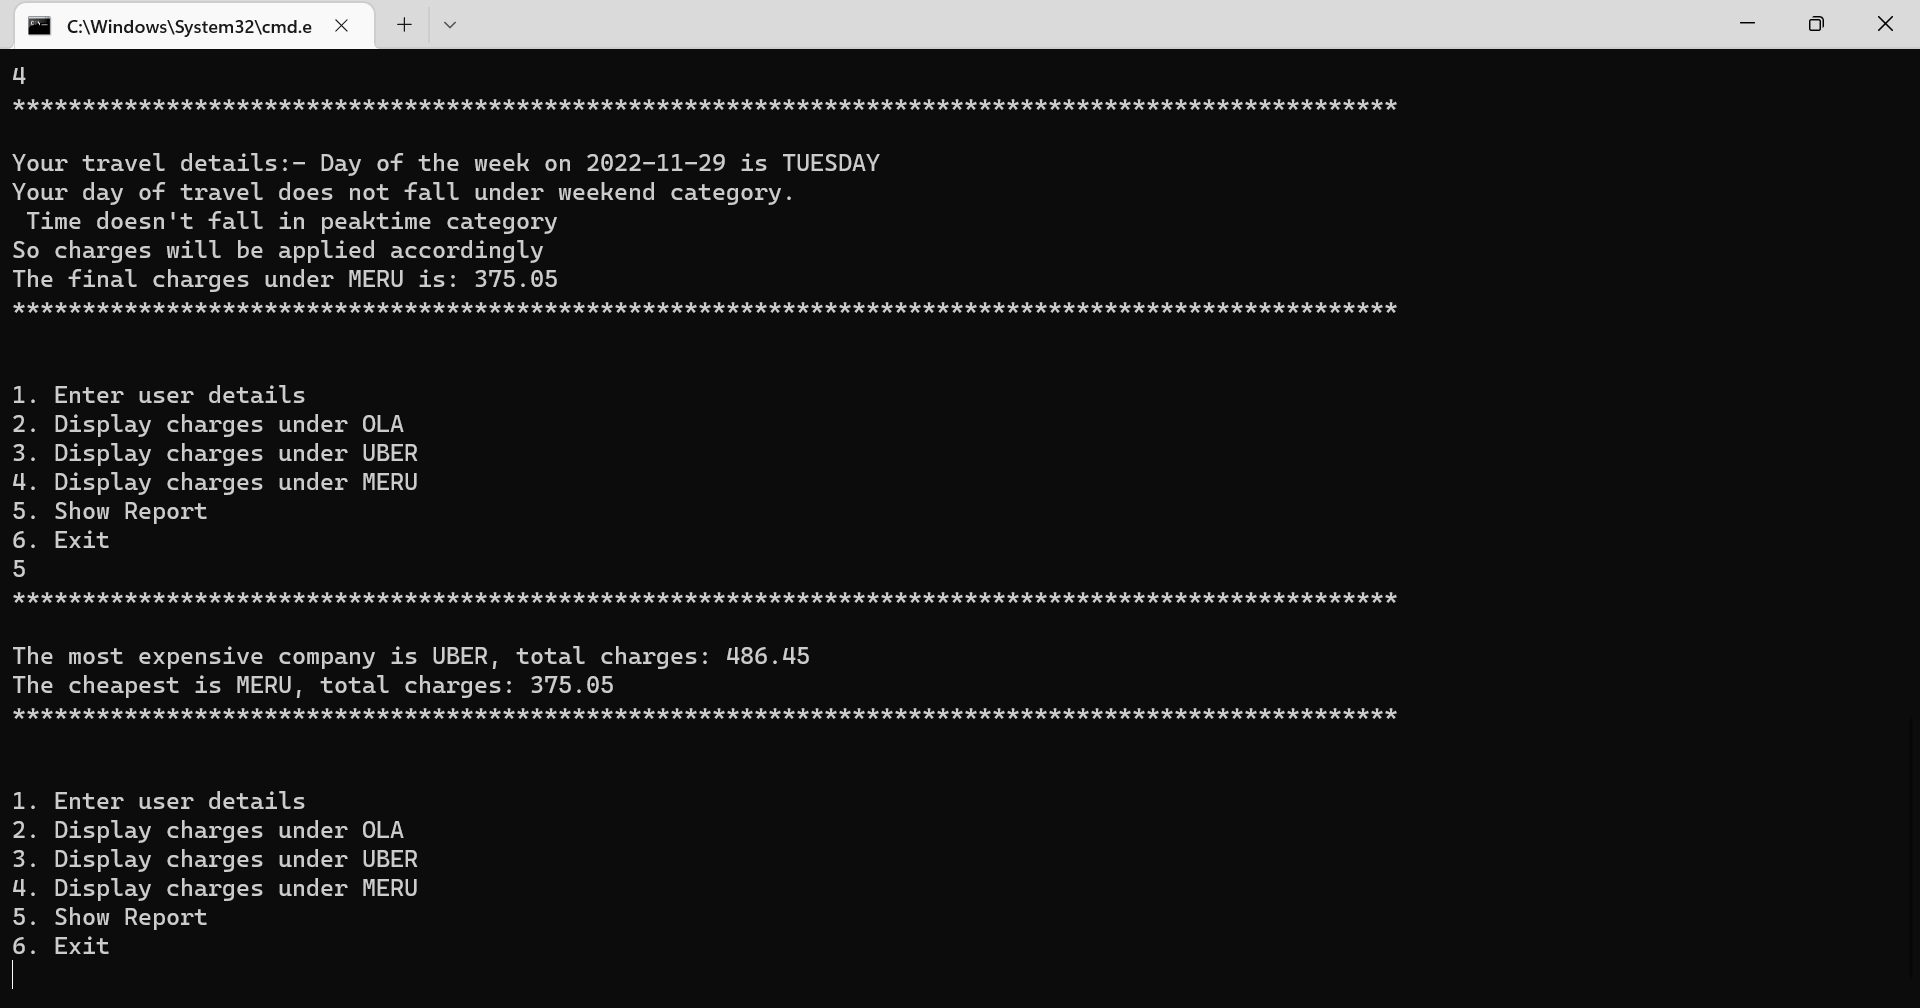 C:\Windows\System32\cmd.e
4
***************************************************************************************************
Your travel details:- Day of the week on 2022-11-29 is TUESDAY
Your day of travel does not fall under weekend category.
 Time doesn't fall in peaktime category
So charges will be applied accordingly
The final charges under MERU is: 375.05
***************************************************************************************************
1. Enter user details
2. Display charges under OLA
3. Display charges under UBER
4. Display charges under MERU
5. Show Report
6. Exit
5
***************************************************************************************************
The most expensive company is UBER, total charges: 486.45
The cheapest is MERU, total charges: 375.05
***************************************************************************************************
1. Enter user details
2. Display charges under OLA
3. Display charges under UBER
4. Display charges under MERU
5. Show Report
6. Exit